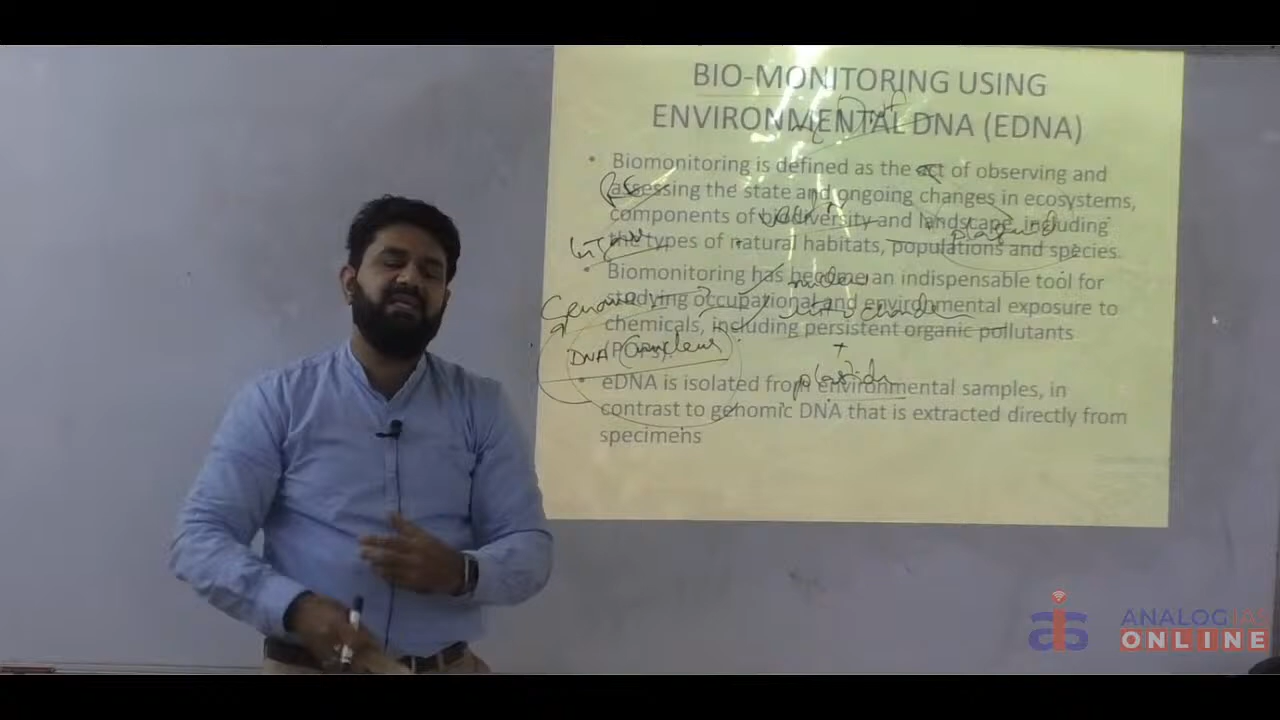 BIO-MONITORING USING
ENVIRONMENTAL DNA (EDNA)
• Biomonitoring is defined as the act of observing and
assessing the state and ongoing changes in ecosystems,
components of biodiversity and landscape, including
the types of natural habitats, populations and species.
• Biomonitoring has become an indispensable tool for
studying occupational and environmental exposure to
chemicals, including persistent organic pollutants
(POPs).
• eDNA is isolated from environmental samples, in
contrast to genomic DNA that is extracted directly from
specimens
Genome
DNA (nucleus)
nucleus
+
plastids
ANALOG IAS
ONLINE